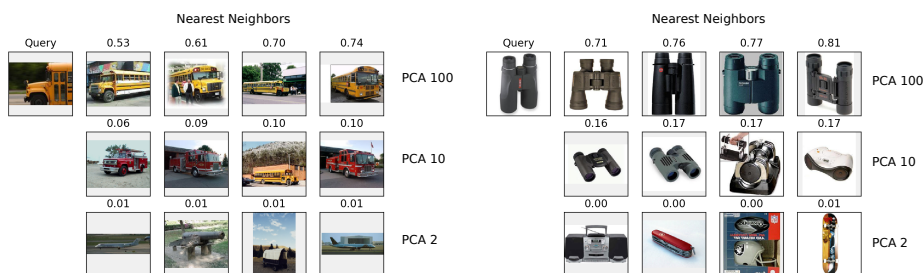 Nearest Neighbors
Query 0.53 0.61 0.70 0.74
PCA 100
0.06 0.09 0.10 0.10
PCA 10
0.01 0.01 0.01 0.01
PCA 2
Nearest Neighbors
Query 0.71 0.76 0.77 0.81
PCA 100
0.16 0.17 0.17 0.17
PCA 10
0.00 0.00 0.00 0.01
PCA 2